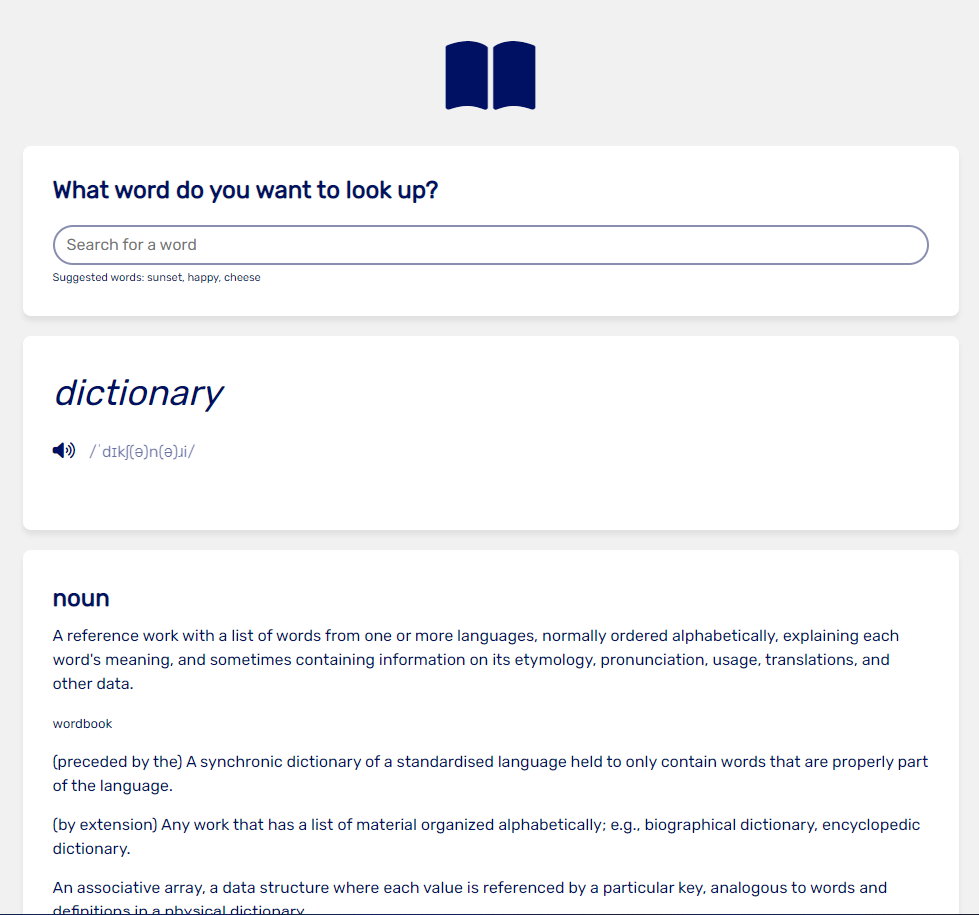 What word do you want to look up?
Search for a word
Suggested words: sunset, happy, cheese
dictionary
/ˈdɪkʃ(ə)n(ə)ɹi/
noun
A reference work with a list of words from one or more languages, normally ordered alphabetically, explaining each
word's meaning, and sometimes containing information on its etymology, pronunciation, usage, translations, and
other data.
wordbook
(preceded by the) A synchronic dictionary of a standardised language held to only contain words that are properly part
of the language.
(by extension) Any work that has a list of material organized alphabetically; e.g., biographical dictionary, encyclopedic
dictionary.
An associative array, a data structure where each value is referenced by a particular key, analogous to words and
definitions in a physical dictionary.